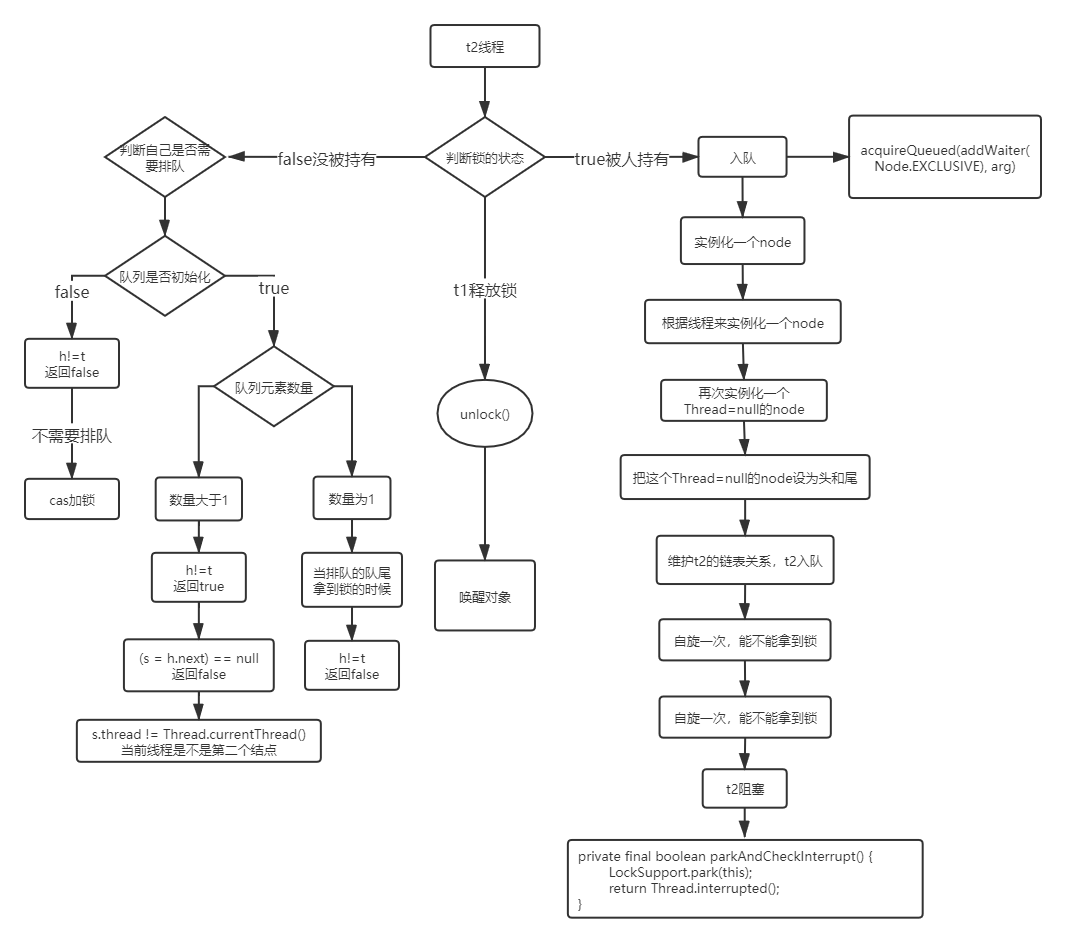 t2线程
判断锁的状态
false没被持有
判断自己是否需
要排队
队列是否初始化
false
h!=t
返回false
不需要排队
cas加锁
true
队列元素数量
数量大于1
h!=t
返回true
(s = h.next) == null
返回false
s.thread != Thread.currentThread()
当前线程是不是第二个结点
数量为1
当排队的队尾
拿到锁的时候
h!=t
返回false
t1释放锁
unlock()
唤醒对象
true被人持有
入队
acquireQueued(addWaiter(
Node.EXCLUSIVE), arg)
实例化一个node
根据线程来实例化一个node
再次实例化一个
Thread=null的node
把这个Thread=null的node设为头和尾
维护t2的链表关系，t2入队
自旋一次，能不能拿到锁
自旋一次，能不能拿到锁
t2阻塞
private final boolean parkAndCheckInterrupt() {
LockSupport.park(this);
return Thread.interrupted();
}